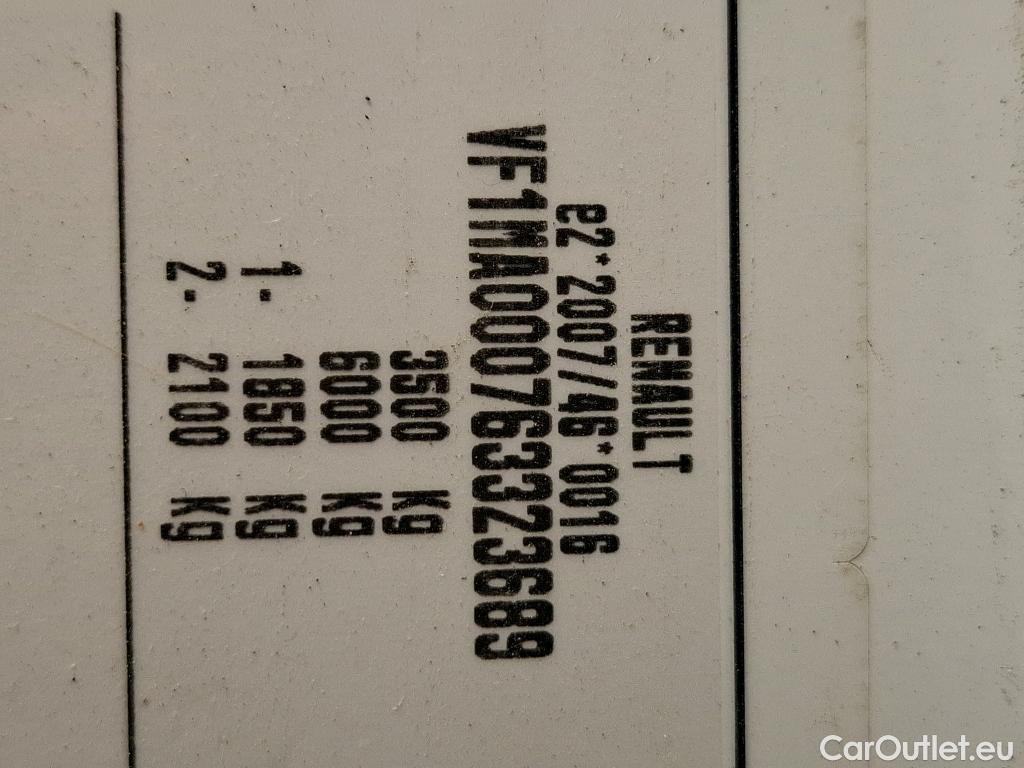 RENAULT
e2*2007/46*0016
VF1MA000763323689
3500 Kg
6000 Kg
1- 1850 Kg
2- 2100 Kg
CarOutlet.eu